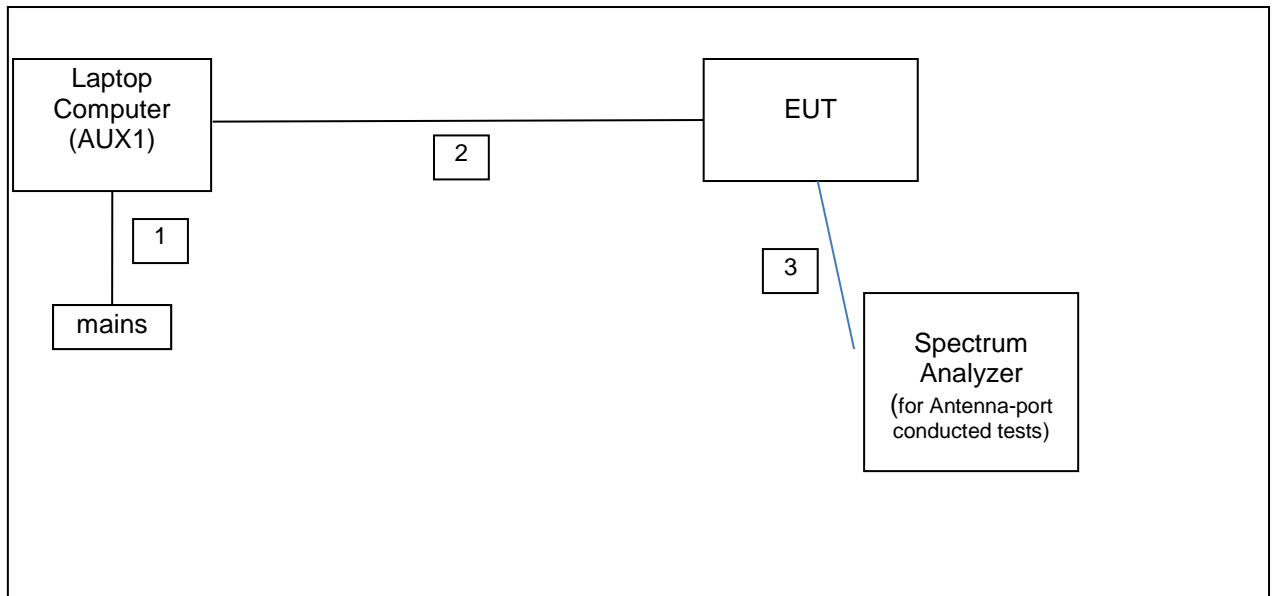 Laptop
Computer
(AUX1)
EUT
2
1
3
mains
Spectrum
Analyzer
(for Antenna-port
conducted tests)